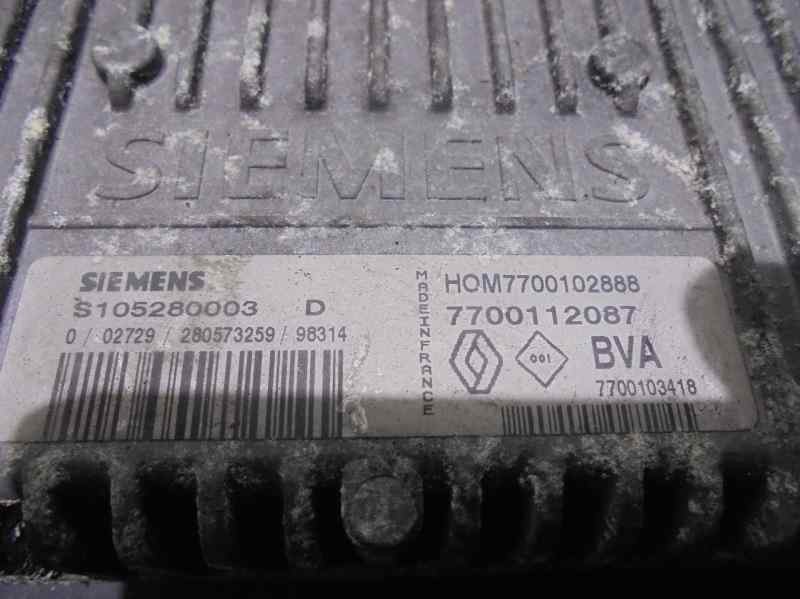 SIEMENS
SIEMENS
S105280003 D
0 / 02729 / 280573259 / 98314
MADE IN FRANCE
HOM7700102888
7700112087
001
BVA
7700103418